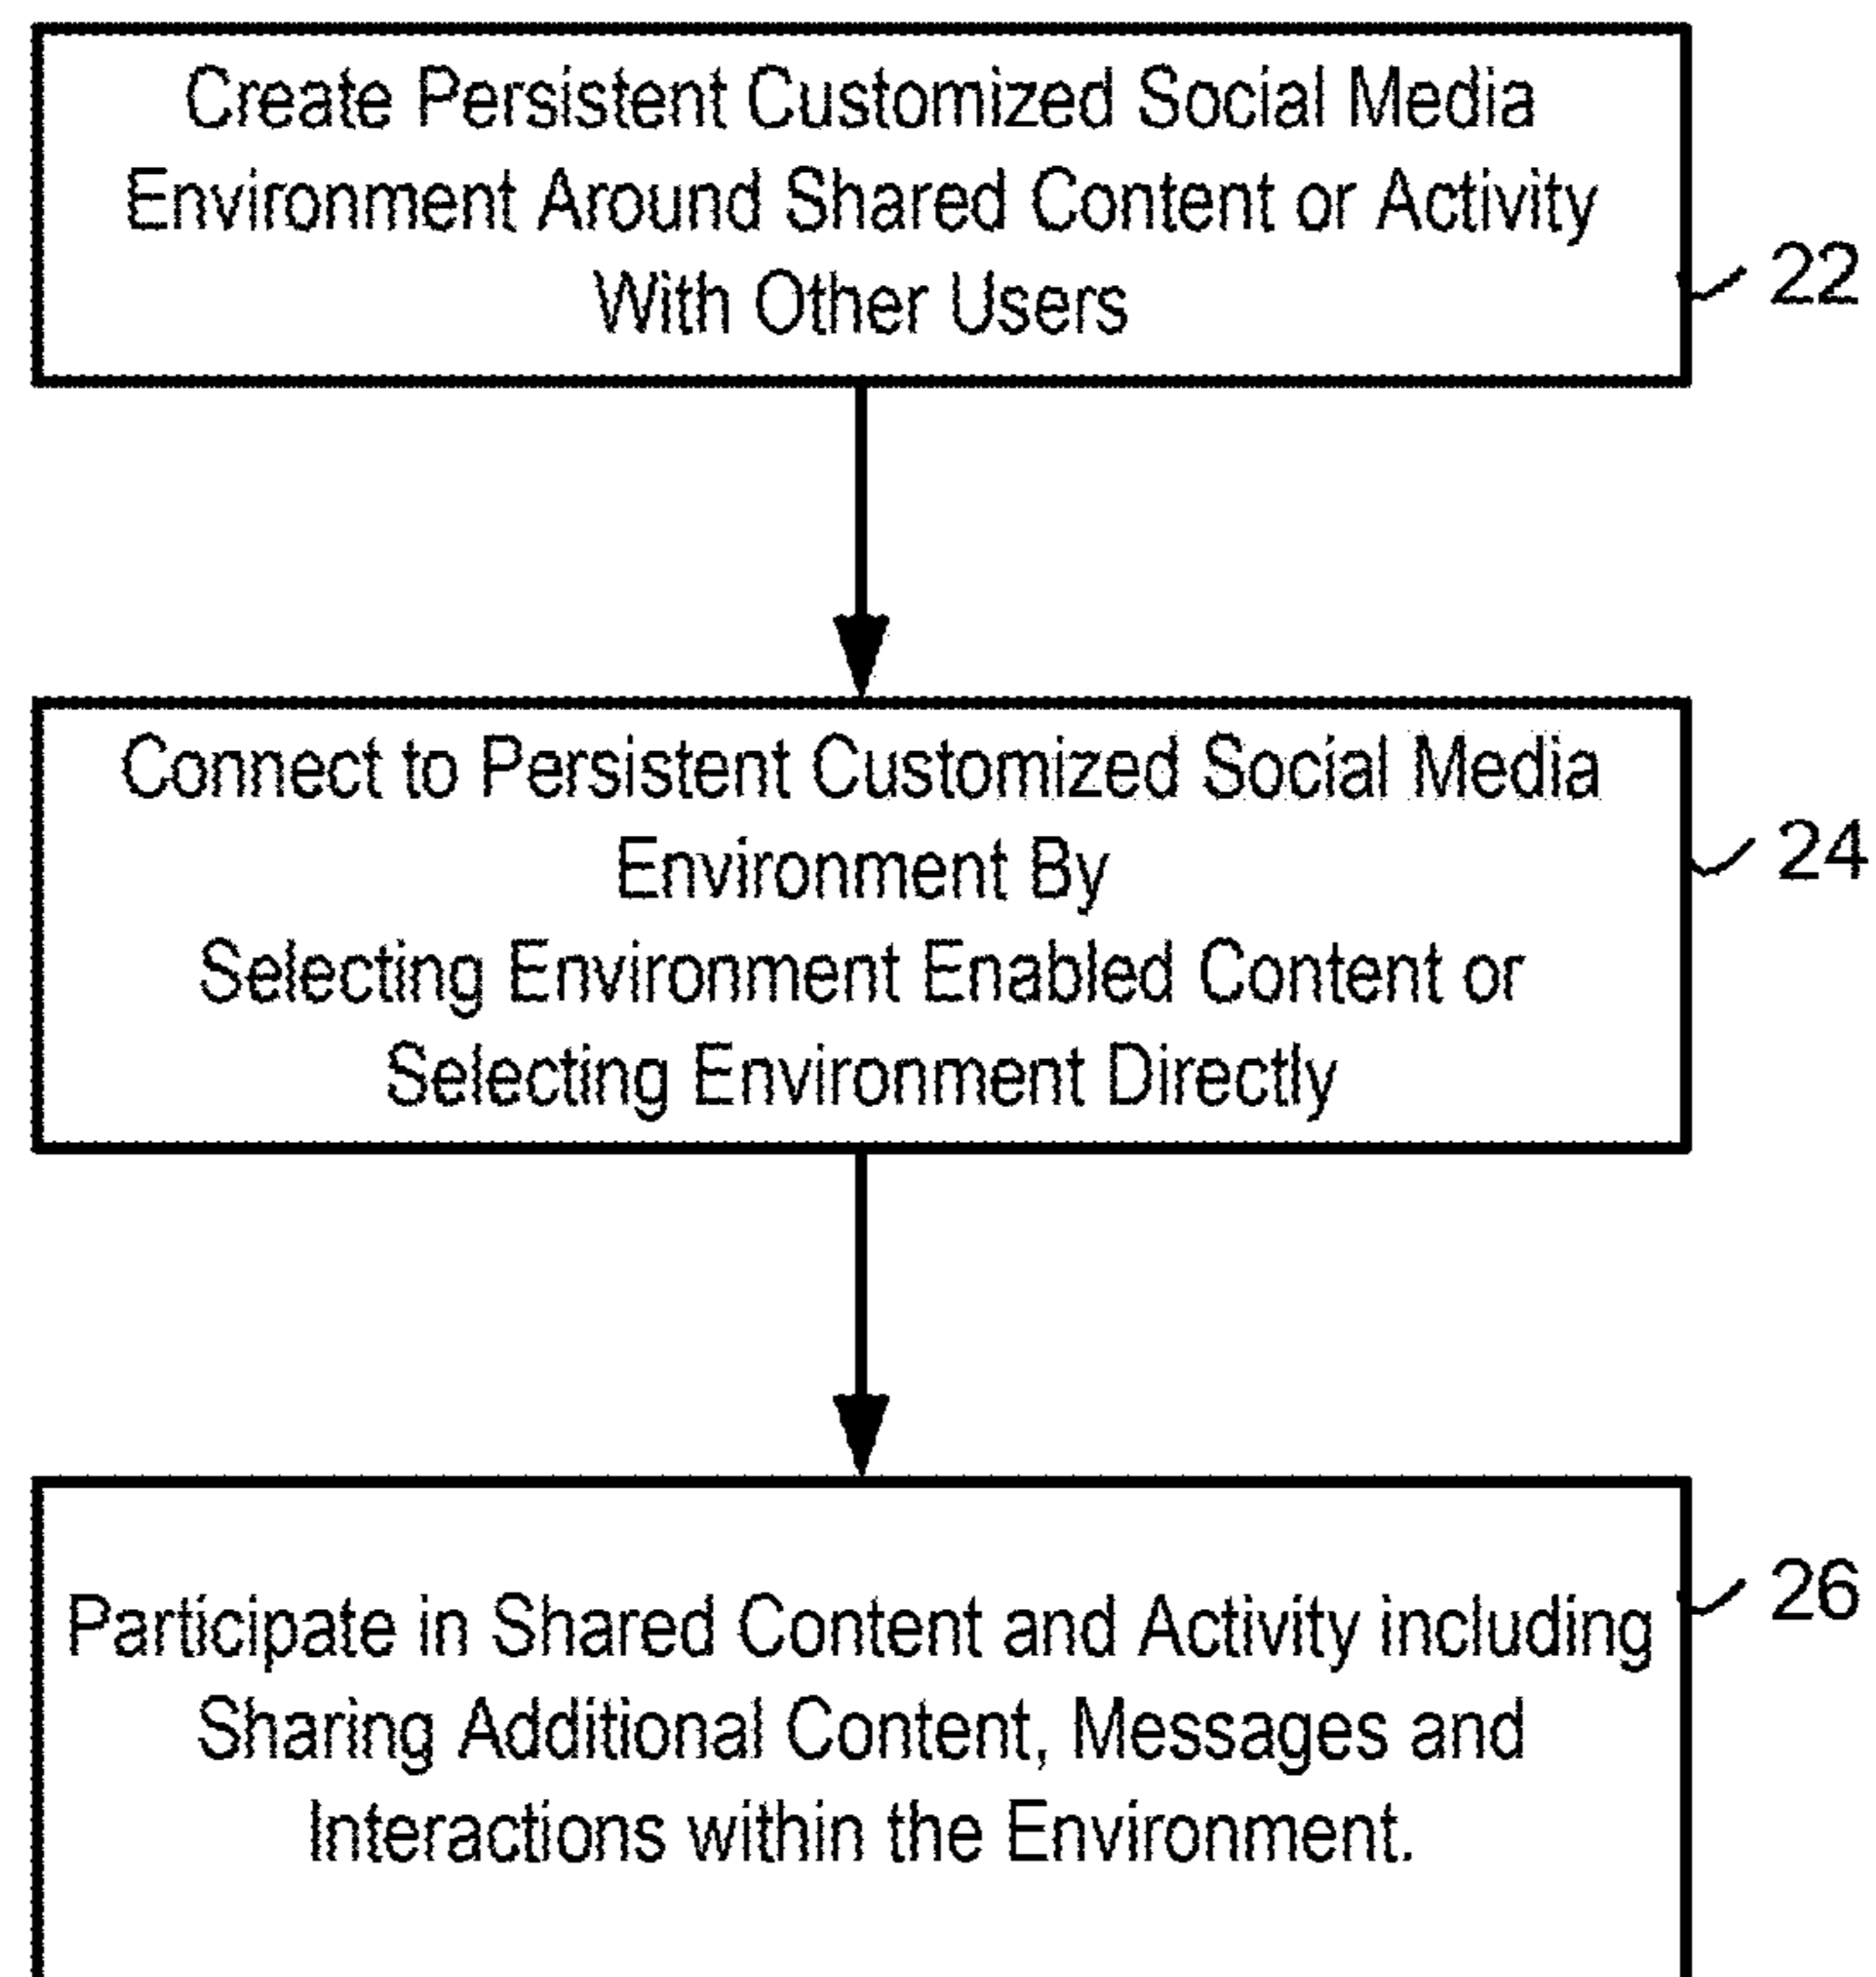 Create Persistent Customized Social Media
Environment Around Shared Content or Activity
With Other Users
22
Connect to Persistent Customized Social Media
Environment By
Selecting Environment Enabled Content or
Selecting Environment Directly
24
Participate in Shared Content and Activity including
Sharing Additional Content, Messages and
Interactions within the Environment.
26